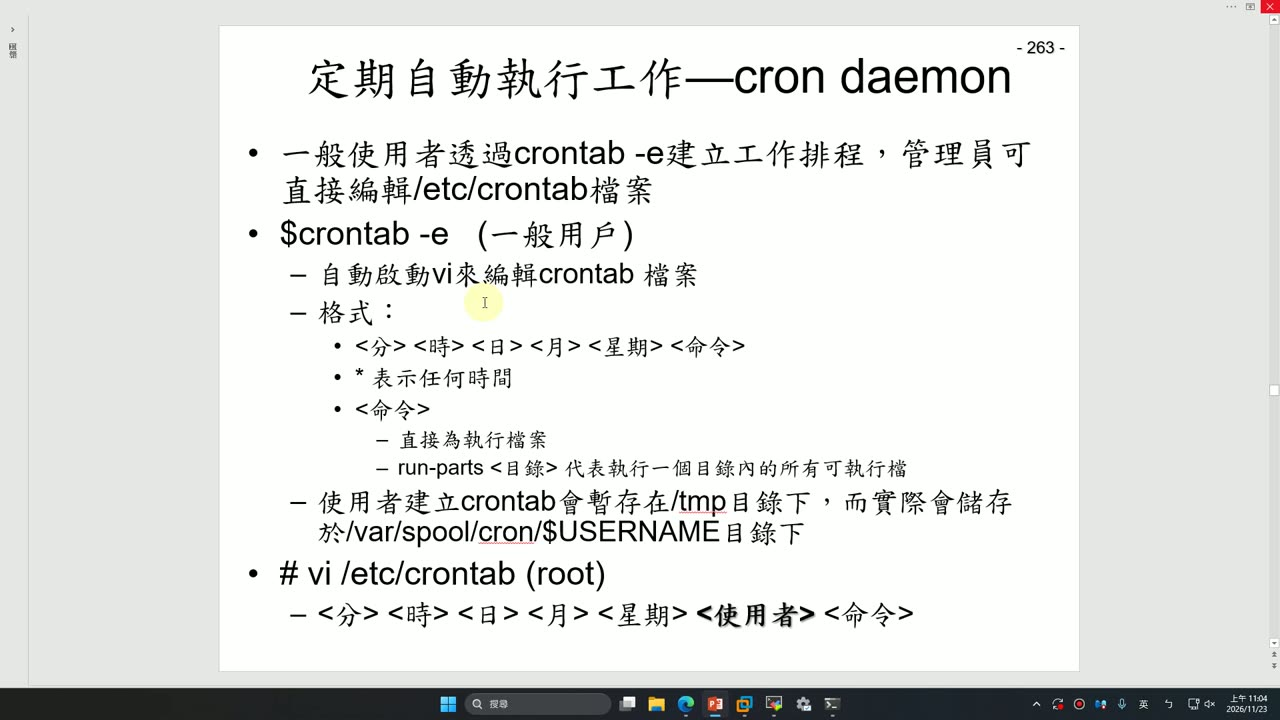 - 263 -
定期自動執行工作—cron daemon
• 一般使用者透過crontab -e建立工作排程，管理員可
直接編輯/etc/crontab檔案
• $crontab -e (一般用戶)
– 自動啟動vi來編輯crontab 檔案
– 格式：
• <分> <時> <日> <月> <星期> <命令>
• * 表示任何時間
• <命令>
– 直接為執行檔案
– run-parts <目錄> 代表執行一個目錄內的所有可執行檔
– 使用者建立crontab會暫存在/tmp目錄下，而實際會儲存
於/var/spool/cron/$USERNAME目錄下
• # vi /etc/crontab (root)
– <分> <時> <日> <月> <星期> <使用者> <命令>
搜尋
英
ㄅ
上午 11:04
2026/11/23